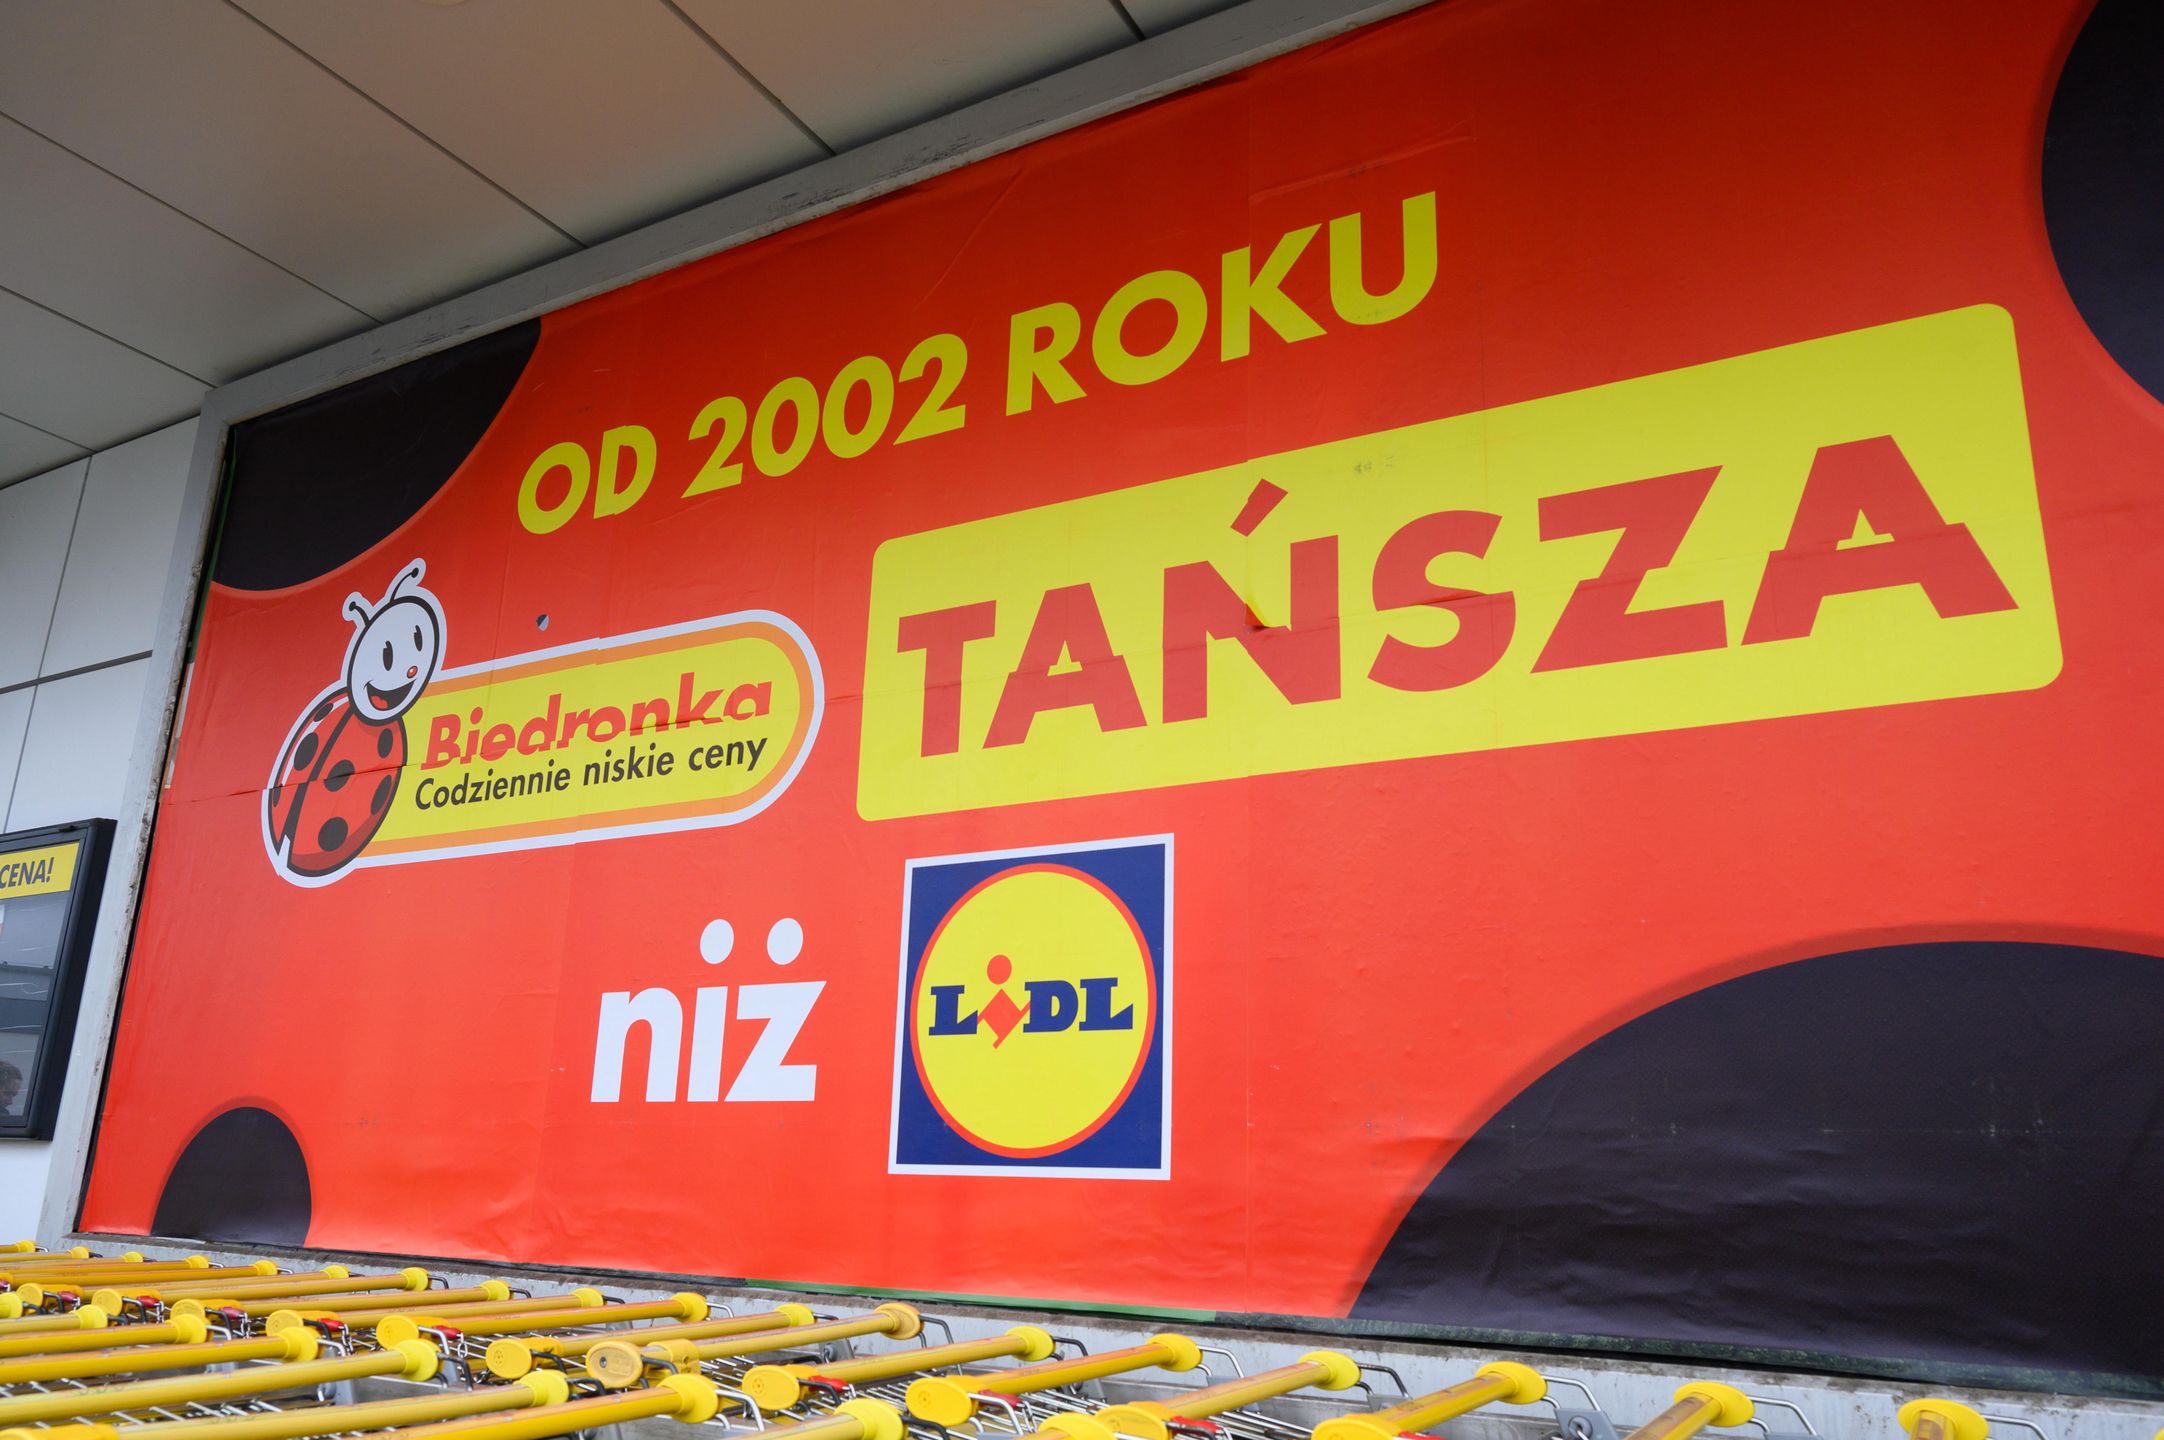 OD 2002 ROKU
Biedronka
Codziennie niskie ceny
TAŃSZA
niż
LIDL
CENA!